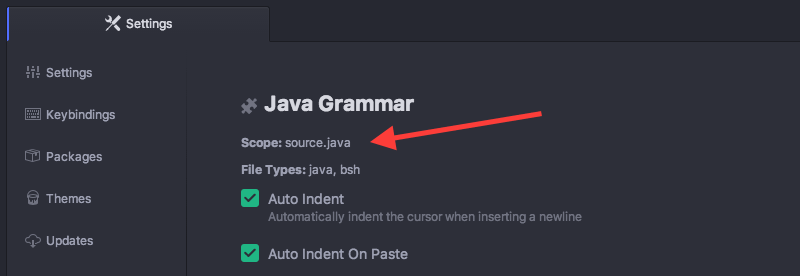 Settings
Settings
Keybindings
Packages
Themes
Updates
Java Grammar
Scope: source.java
File Types: java, bsh
Auto Indent
Automatically indent the cursor when inserting a newline
Auto Indent On Paste